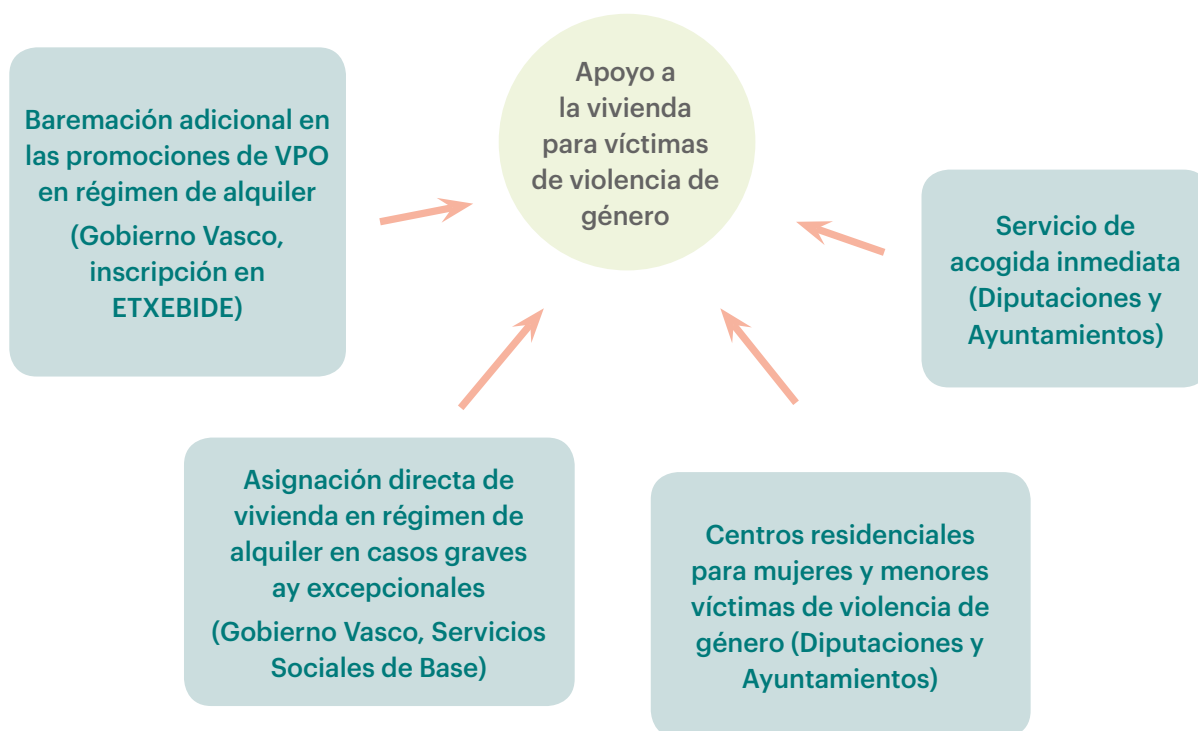 Apoyo a
la vivienda
para víctimas
de violencia de
género
Baremación adicional en
las promociones de VPO
en régimen de alquiler
(Gobierno Vasco,
inscripción en
ETXEBIDE)
Servicio de
acogida inmediata
(Diputaciones y
Ayuntamientos)
Asignación directa de
vivienda en régimen de
alquiler en casos graves
ay excepcionales
(Gobierno Vasco, Servicios
Sociales de Base)
Centros residenciales
para mujeres y menores
víctimas de violencia de
género (Diputaciones y
Ayuntamientos)